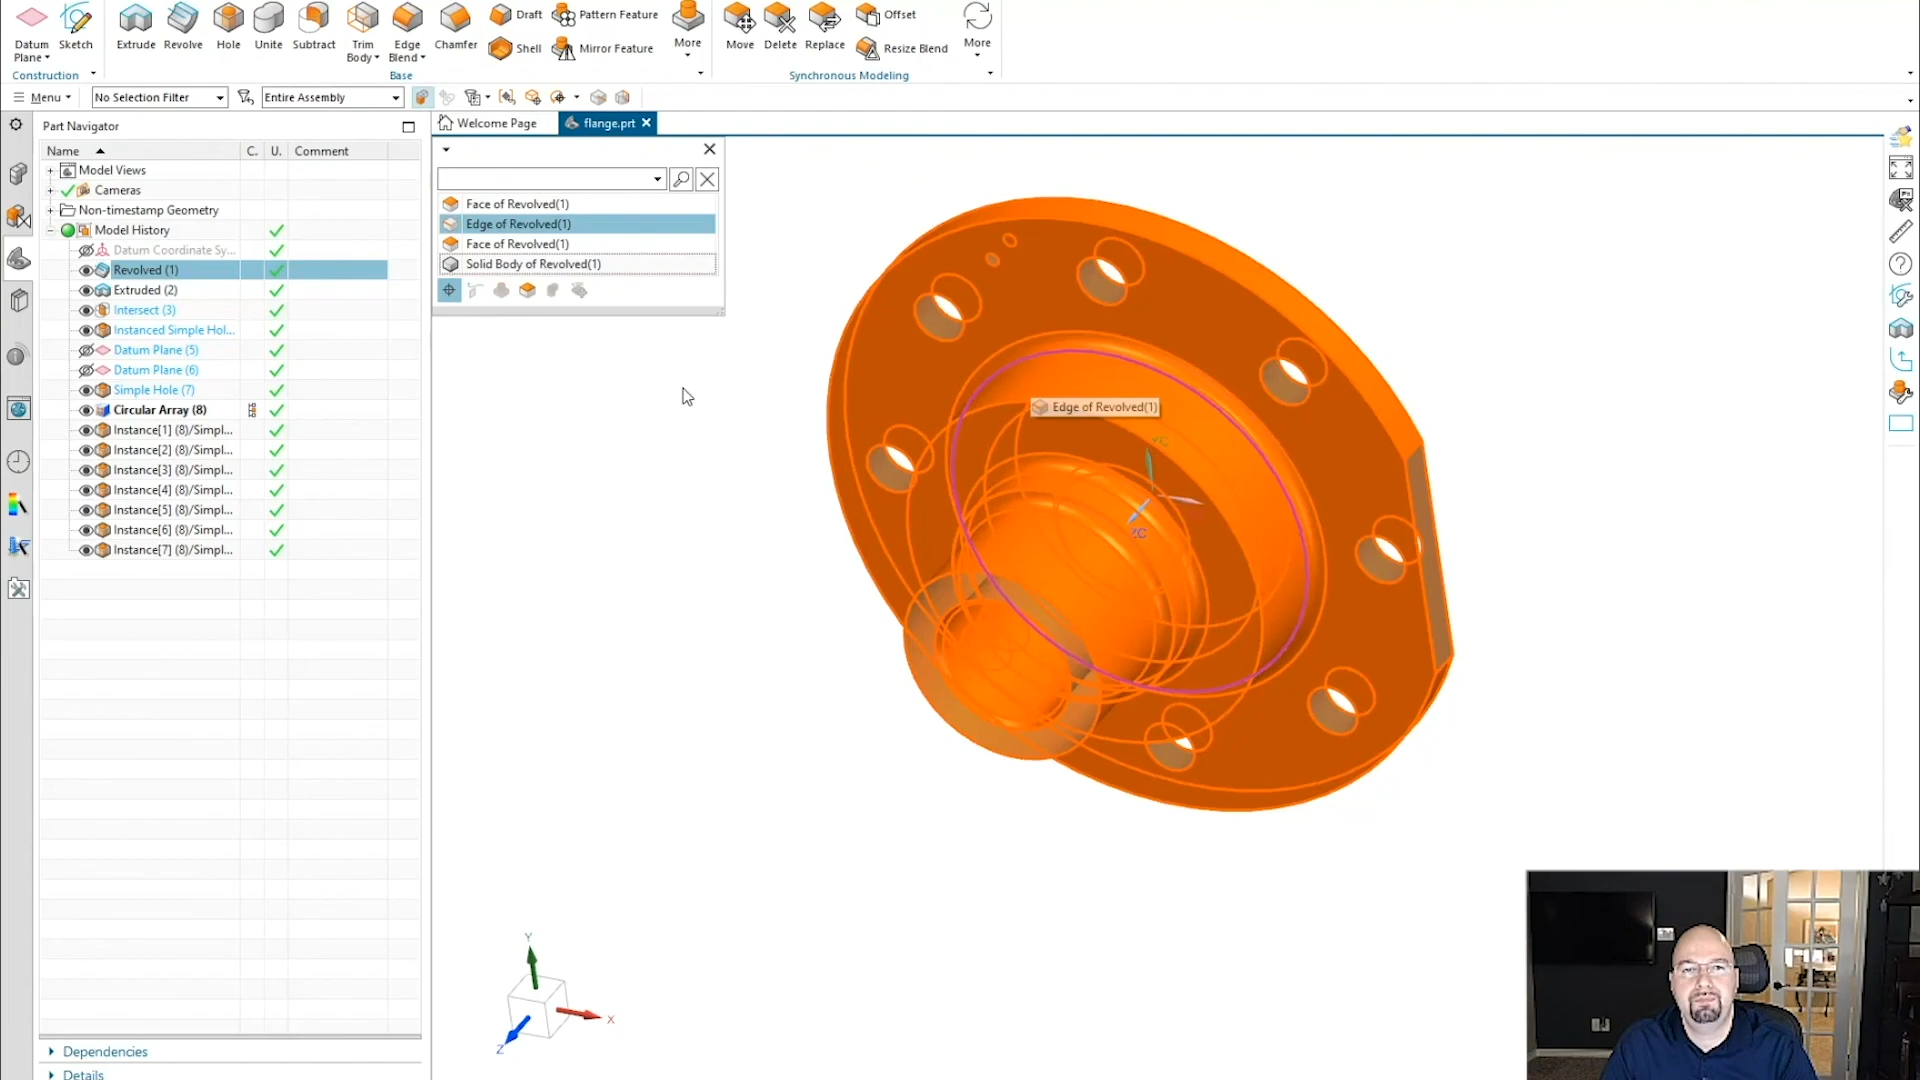 Datum Plane
Sketch
Extrude
Revolve
Hole
Unite
Subtract
Trim Body
Edge Blend
Chamfer
Draft
Shell
Pattern Feature
Mirror Feature
More
Move
Delete
Replace
Offset
Resize Blend
More
Construction
Base
Synchronous Modeling
Menu
No Selection Filter
Entire Assembly
Part Navigator
Welcome Page
flange.prt
Name C. U. Comment
Model Views
Cameras
Non-timestamp Geometry
Model History
Datum Coordinate Sy...
Revolved (1)
Extruded (2)
Intersect (3)
Instanced Simple Hol...
Datum Plane (5)
Datum Plane (6)
Simple Hole (7)
Circular Array (8)
Instance[1] (8)/Simpl...
Instance[2] (8)/Simpl...
Instance[3] (8)/Simpl...
Instance[4] (8)/Simpl...
Instance[5] (8)/Simpl...
Instance[6] (8)/Simpl...
Instance[7] (8)/Simpl...
Dependencies
Details
Face of Revolved(1)
Edge of Revolved(1)
Face of Revolved(1)
Solid Body of Revolved(1)
Edge of Revolved(1)
YC
ZC
Y
X
Z